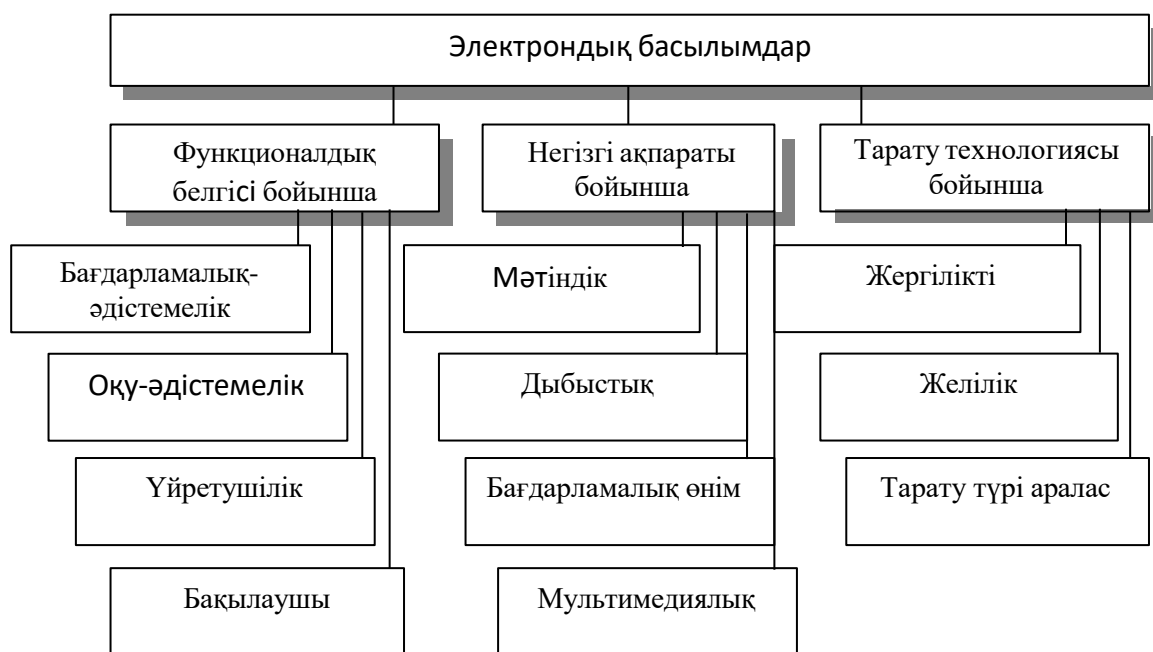 Электрондық басылымдар
Функционалдық
белгісі бойынша
Негізгі ақпараты
бойынша
Тарату технологиясы
бойынша
Бағдарламалық-
әдістемелік
Мәтіндік
Жергілікті
Оқу-әдістемелік
Дыбыстық
Желілік
Үйретушілік
Бағдарламалық өнім
Тарату түрі аралас
Бақылаушы
Мультимедиялық